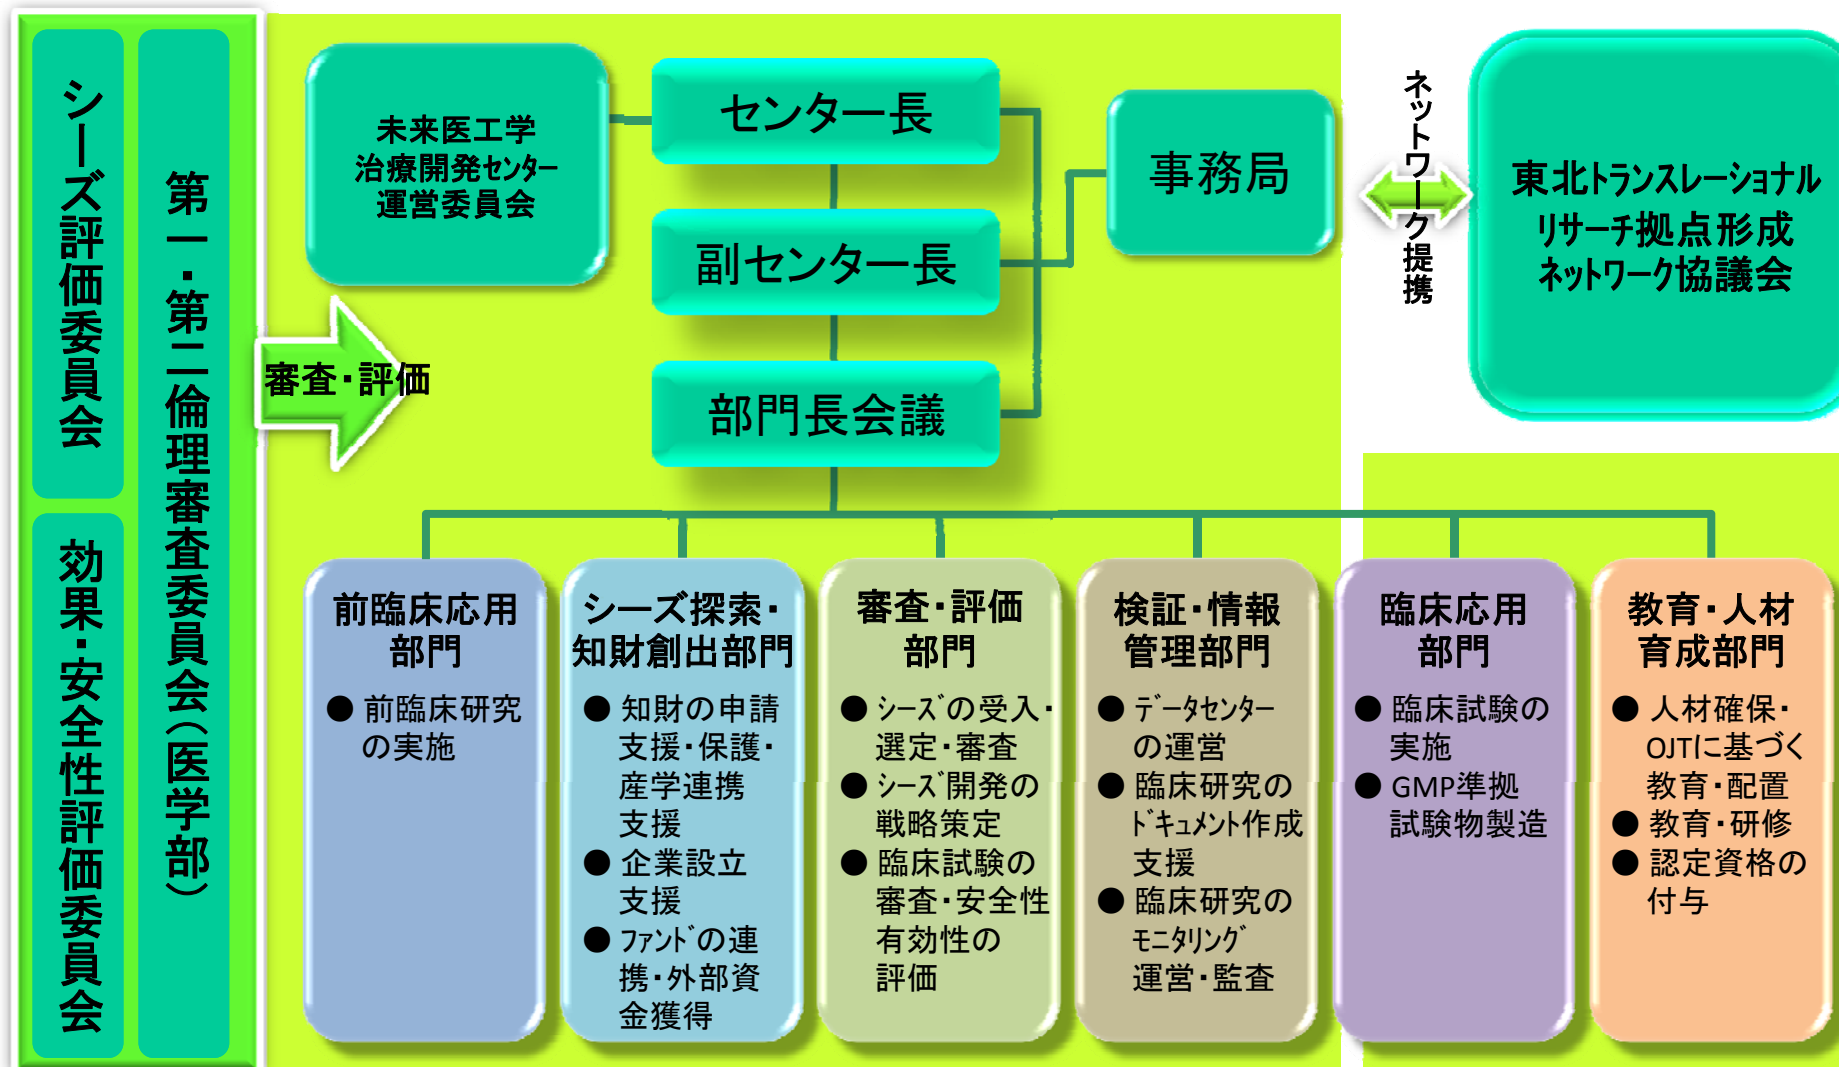 シーズ評価委員会
効果・安全性評価委員会
第一・第二倫理審査委員会(医学部)
審査・評価
未来医工学
治療開発センター
運営委員会
センター長
副センター長
部門長会議
事務局
ネットワーク提携
東北トランスレーショナル
リサーチ拠点形成
ネットワーク協議会
前臨床応用
部門
● 前臨床研究
の実施
シーズ探索・
知財創出部門
● 知財の申請
支援・保護・
産学連携
支援
● 企業設立
支援
● ファンドの連
携・外部資
金獲得
審査・評価
部門
● シーズの受入・
選定・審査
● シーズ開発の
戦略策定
● 臨床試験の
審査・安全性
有効性の
評価
検証・情報
管理部門
● データセンター
の運営
● 臨床研究の
ドキュメント作成
支援
● 臨床研究の
モニタリング
運営・監査
臨床応用
部門
● 臨床試験の
実施
● GMP準拠
試験物製造
教育・人材
育成部門
● 人材確保・
OJTに基づく
教育・配置
● 教育・研修
● 認定資格の
付与